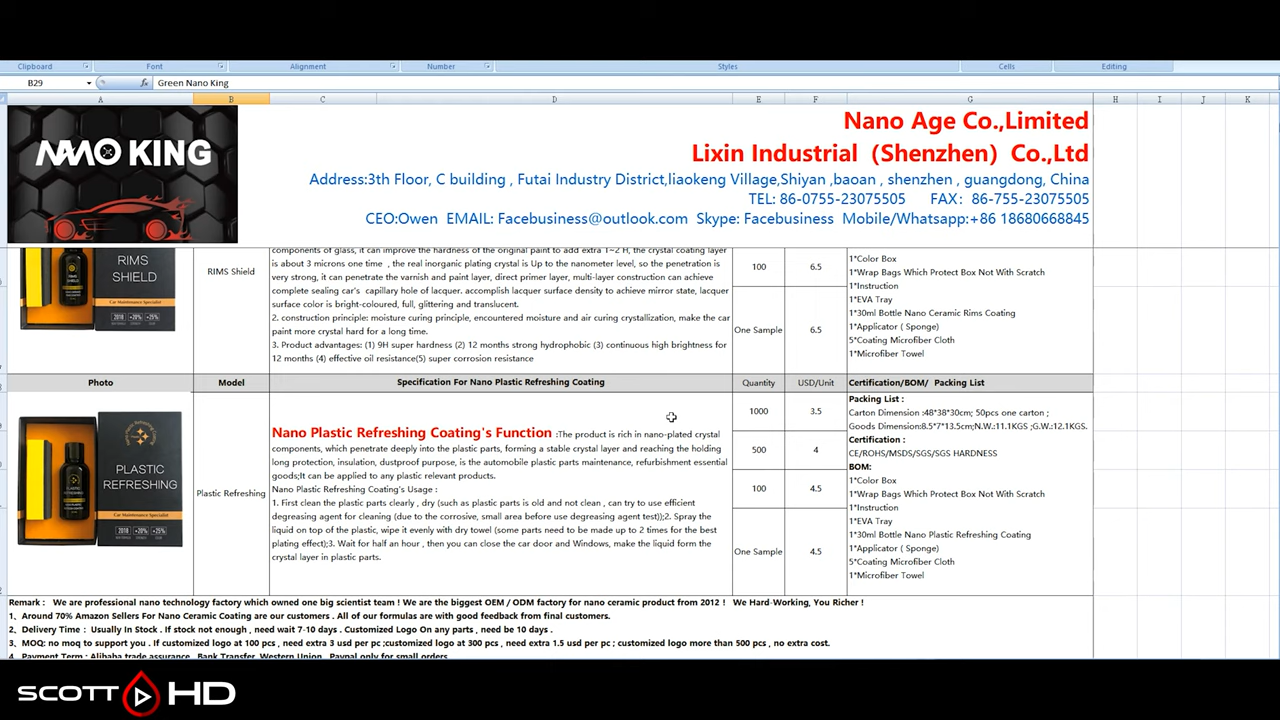 Clipboard Font Alignment Number Styles Cells Editing
B29 fx Green Nano King
A B C D E F G H I J K
NANO KING
Nano Age Co.,Limited
Lixin Industrial（Shenzhen）Co.,Ltd
Address:3th Floor, C building , Futai Industry District,liaokeng Village,Shiyan ,baoan , shenzhen , guangdong, China
TEL: 86-0755-23075505 FAX: 86-755-23075505
CEO:Owen EMAIL: Facebusiness@outlook.com Skype: Facebusiness Mobile/Whatsapp:+86 18680668845
RIMS
SHIELD
Car Maintenance Specialist
2018 +20% +25%
RIMS Shield
components of glass, it can improve the hardness of the original paint to add extra 1~2 H, the crystal coating layer
is about 3 microns one time , the real inorganic plating crystal is Up to the nanometer level, so the penetration is
very strong, it can penetrate the varnish and paint layer, direct primer layer, multi-layer construction can achieve
complete sealing car's capillary hole of lacquer. accomplish lacquer surface density to achieve mirror state, lacquer
surface color is bright-coloured, full, glittering and translucent.
2. construction principle: moisture curing principle, encountered moisture and air curing crystallization, make the car
paint more crystal hard for a long time.
3. Product advantages: (1) 9H super hardness (2) 12 months strong hydrophobic (3) continuous high brightness for
12 months (4) effective oil resistance(5) super corrosion resistance
100 6.5
One Sample 6.5
1*Color Box
1*Wrap Bags Which Protect Box Not With Scratch
1*Instruction
1*EVA Tray
1*30ml Bottle Nano Ceramic Rims Coating
1*Applicator ( Sponge)
5*Coating Microfiber Cloth
1*Microfiber Towel
Photo Model Specification For Nano Plastic Refreshing Coating Quantity USD/Unit Certification/BOM/ Packing List
PLASTIC
REFRESHING
Car Maintenance Specialist
2018 +20% +25%
Plastic Refreshing
Nano Plastic Refreshing Coating's Function :The product is rich in nano-plated crystal
components, which penetrate deeply into the plastic parts, forming a stable crystal layer and reaching the holding
long protection, insulation, dustproof purpose, is the automobile plastic parts maintenance, refurbishment essential
goods;It can be applied to any plastic relevant products.
Nano Plastic Refreshing Coating's Usage :
1. First clean the plastic parts clearly , dry (such as plastic parts is old and not clean , can try to use efficient
degreasing agent for cleaning (due to the corrosive, small area before use degreasing agent test));2. Spray the
liquid on top of the plastic, wipe it evenly with dry towel (some parts need to be made up to 2 times for the best
plating effect);3. Wait for half an hour , then you can close the car door and Windows, make the liquid form the
crystal layer in plastic parts.
1000 3.5
500 4
100 4.5
One Sample 4.5
Packing List :
Carton Dimension :48*38*30cm; 50pcs one carton ;
Goods Dimension:8.5*7*13.5cm;N.W.:11.1KGS ;G.W.:12.1KGS.
Certification :
CE/ROHS/MSDS/SGS/SGS HARDNESS
BOM:
1*Color Box
1*Wrap Bags Which Protect Box Not With Scratch
1*Instruction
1*EVA Tray
1*30ml Bottle Nano Plastic Refreshing Coating
1*Applicator ( Sponge)
5*Coating Microfiber Cloth
1*Microfiber Towel
Remark : We are professional nano technology factory which owned one big scientist team ! We are the biggest OEM / ODM factory for nano ceramic product from 2012 ! We Hard-Working, You Richer !
1、Around 70% Amazon Sellers For Nano Ceramic Coating are our customers . All of our formulas are with good feedback from final customers.
2、Delivery Time : Usually In Stock . If stock not enough , need wait 7-10 days . Customized Logo On any parts , need be 10 days .
3、MOQ: no moq to support you . If customized logo at 100 pcs , need extra 3 usd per pc ;customized logo at 300 pcs , need extra 1.5 usd per pc ; customized logo more than 500 pcs , no extra cost.
4、Payment Term : Alibaba trade assurance, Bank Transfer, Western Union , Paypal only for small orders
SCOTT HD